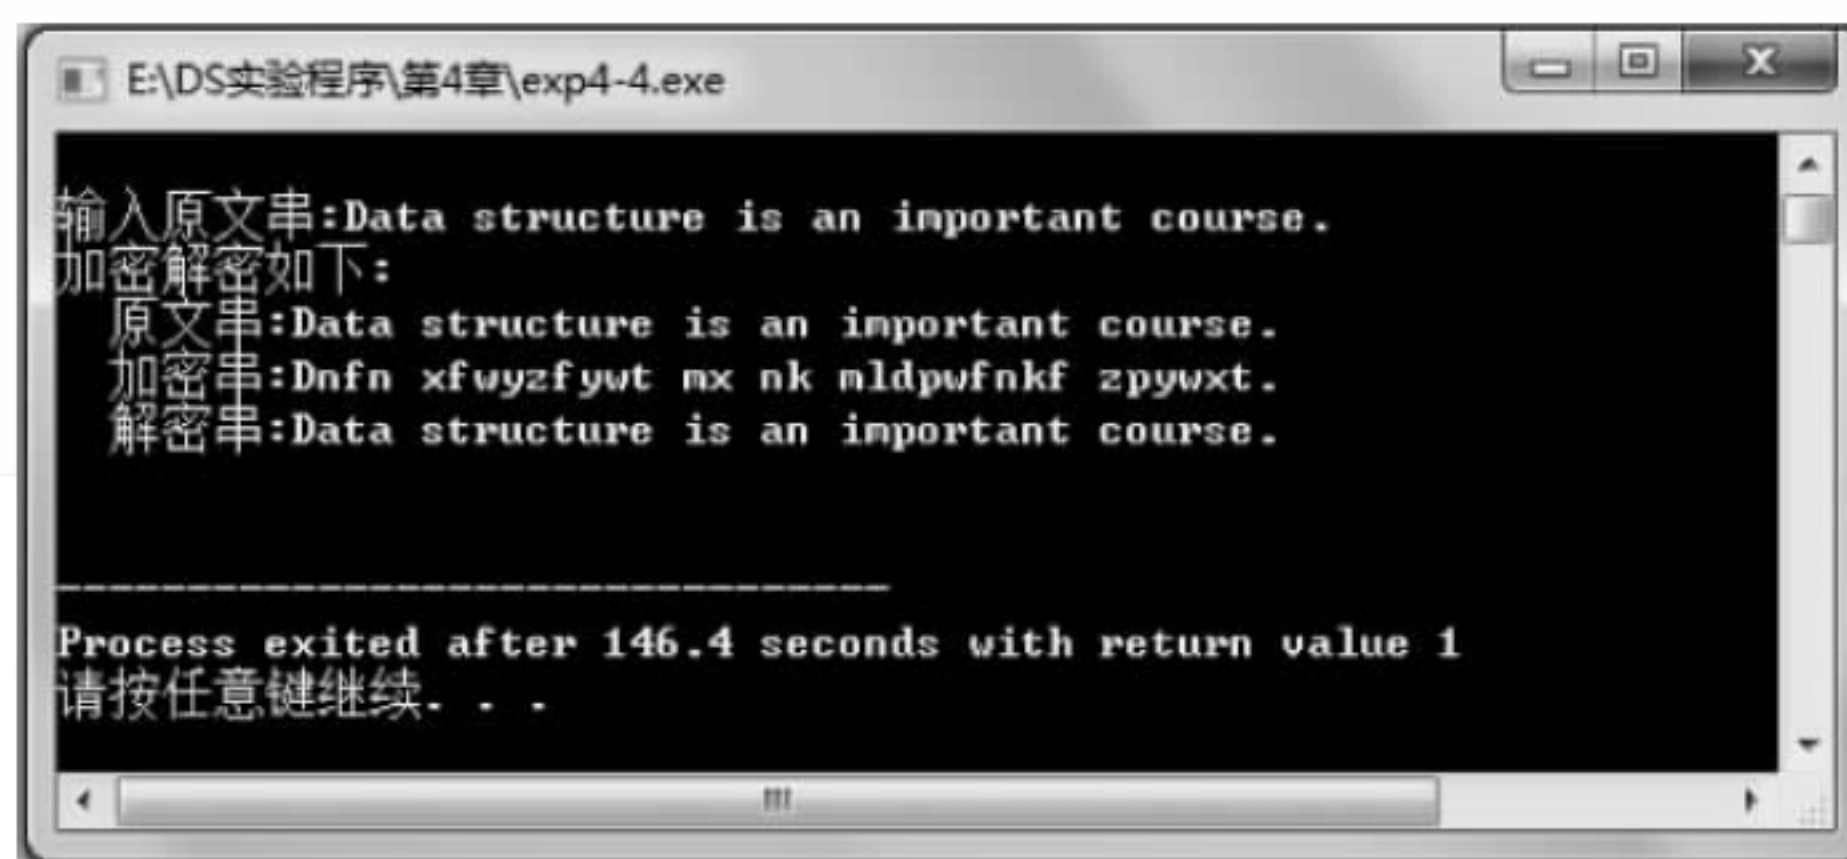 E:\DS实验程序\第4章\exp4-4.exe
输入原文串:Data structure is an important course.
加密解密如下:
原文串:Data structure is an important course.
加密串:Dnfn xfwyzfywt mx nk mldpwfnkf zpywxt.
解密串:Data structure is an important course.
--------------------------------
Process exited after 146.4 seconds with return value 1
请按任意键继续. . .